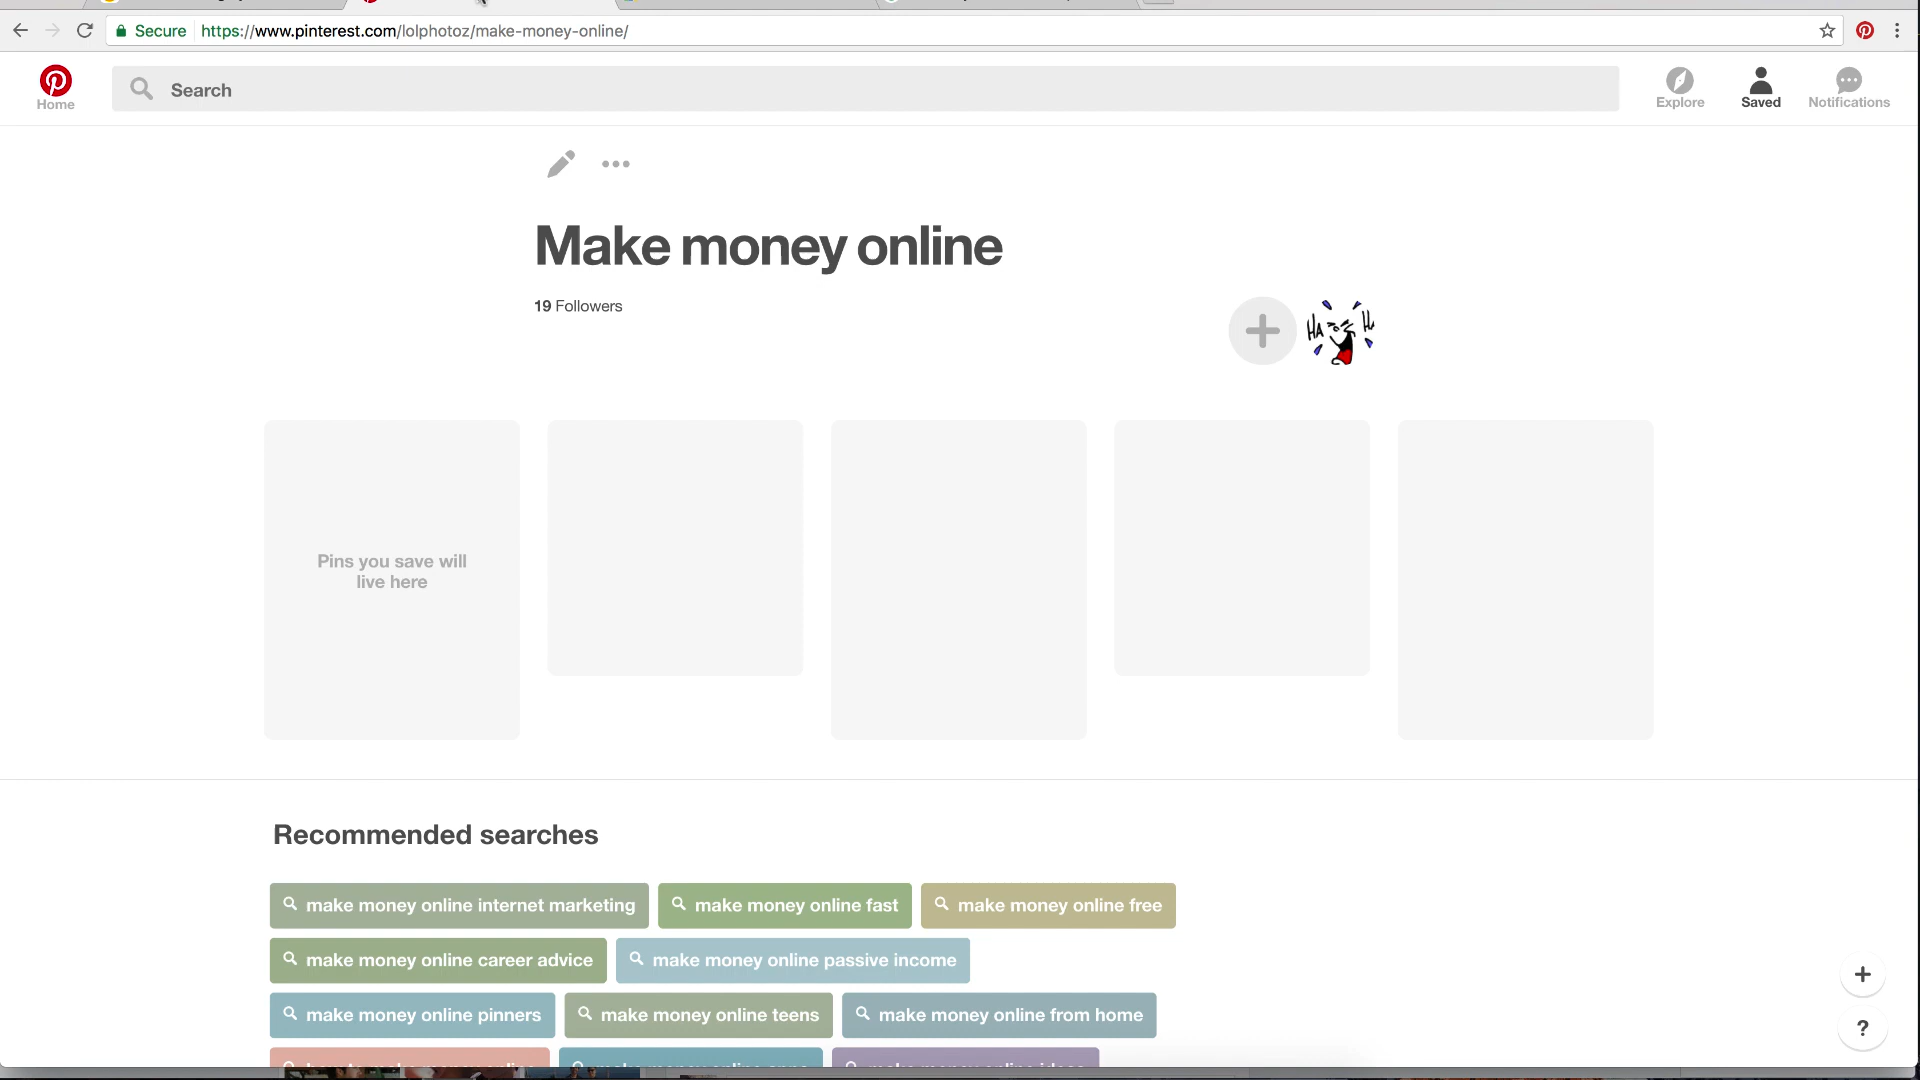 Secure https://www.pinterest.com/lolphotoz/make-money-online/
Home
Search
Explore
Saved
Notifications
Make money online
19 Followers
HA HA
Pins you save will
live here
Recommended searches
make money online internet marketing
make money online fast
make money online free
make money online career advice
make money online passive income
make money online pinners
make money online teens
make money online from home
+
?